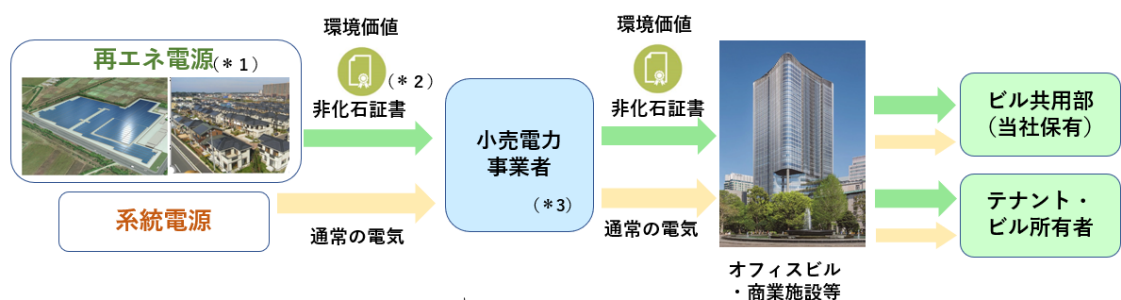 環境価値
再エネ電源(*1)
(*2)
非化石証書
系統電源
通常の電気
小売電力
事業者
(*3)
環境価値
非化石証書
通常の電気
オフィスビル
・商業施設等
ビル共用部
(当社保有)
テナント・
ビル所有者